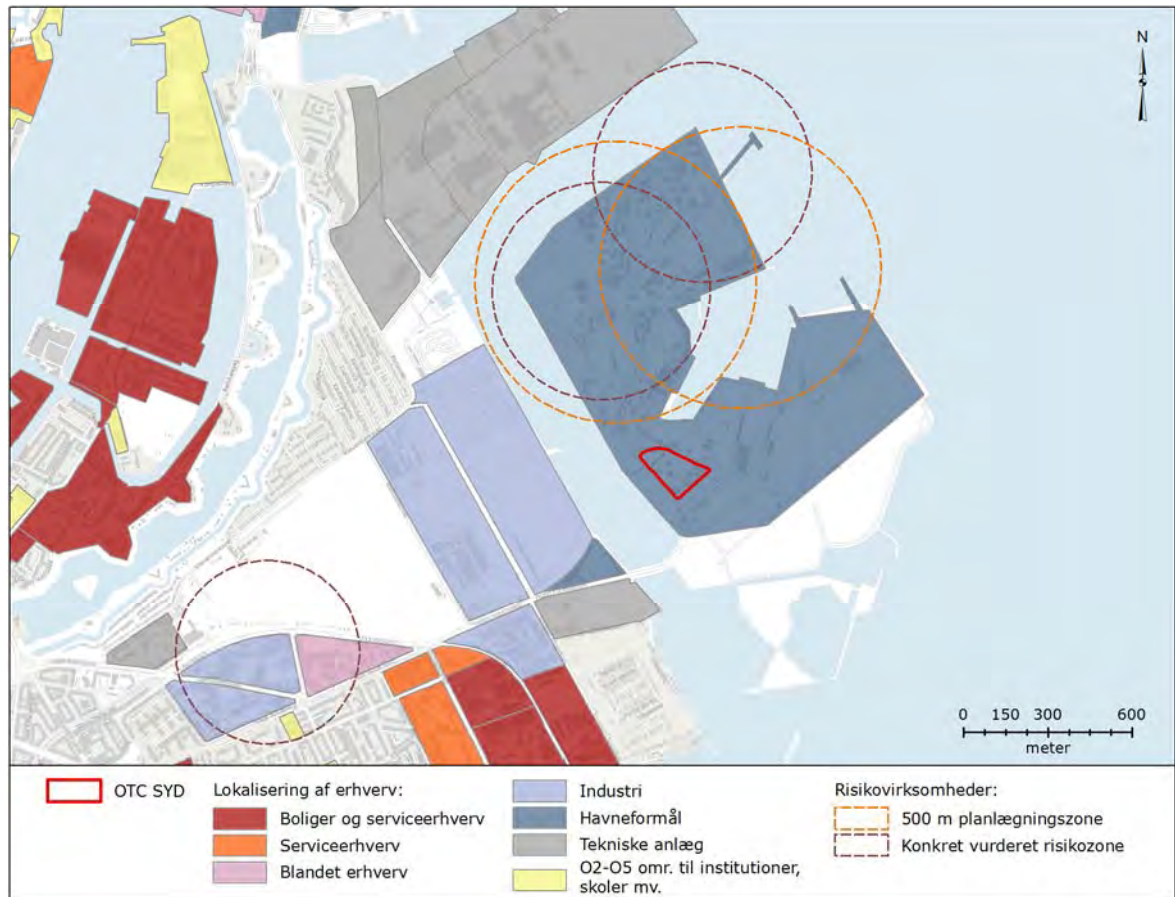 N
0 150 300 600
meter
OTC SYD
Lokalisering af erhverv:
Boliger og serviceerhverv
Serviceerhverv
Blandet erhverv
Industri
Havneformål
Tekniske anlæg
O2-O5 omr. til institutioner,
skoler mv.
Risikovirksomheder:
500 m planlægningszone
Konkret vurderet risikozone